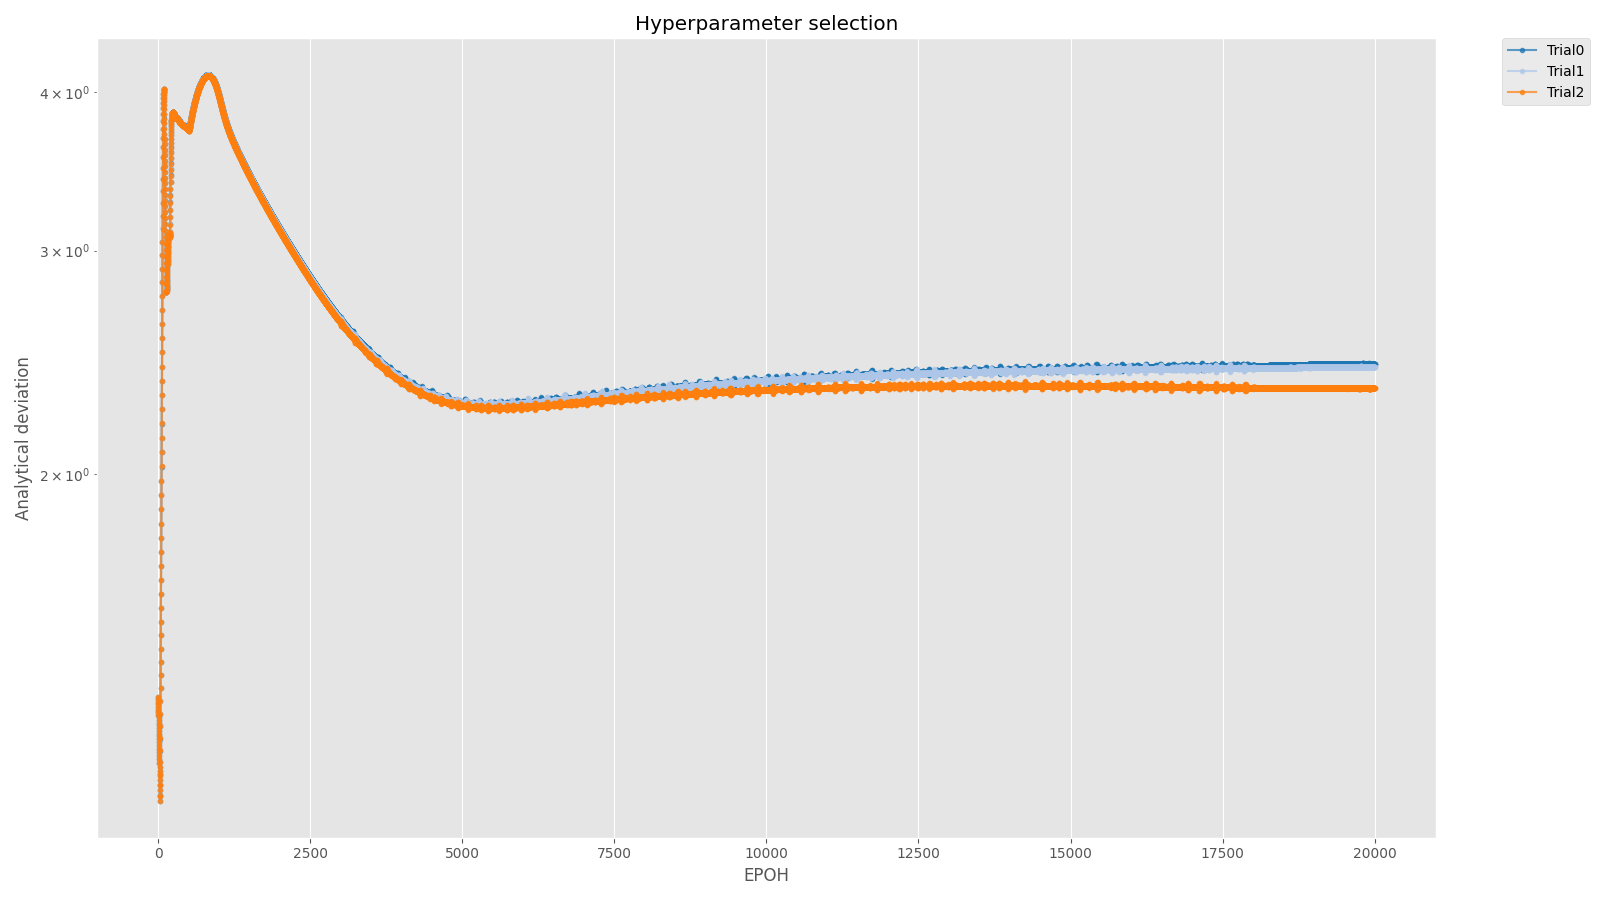 Hyperparameter selection
Trial0
Trial1
Trial2
4 × 10⁰
3 × 10⁰
2 × 10⁰
Analytical deviation
0 2500 5000 7500 10000 12500 15000 17500 20000
EPOH